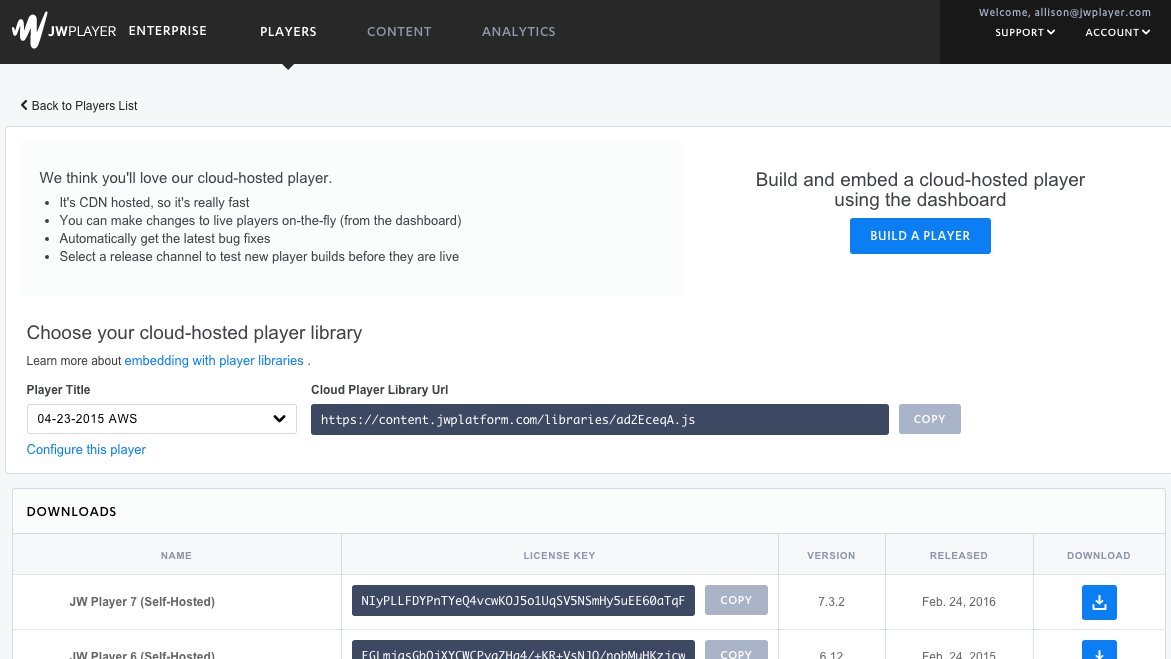 JWPLAYER ENTERPRISE PLAYERS CONTENT ANALYTICS
Welcome, allison@jwplayer.com
SUPPORT ACCOUNT
Back to Players List
We think you'll love our cloud-hosted player.
It's CDN hosted, so it's really fast
You can make changes to live players on-the-fly (from the dashboard)
Automatically get the latest bug fixes
Select a release channel to test new player builds before they are live
Build and embed a cloud-hosted player
using the dashboard
BUILD A PLAYER
Choose your cloud-hosted player library
Learn more about embedding with player libraries .
Player Title Cloud Player Library Url
04-23-2015 AWS https://content.jwplatform.com/libraries/adZEceqA.js COPY
Configure this player
DOWNLOADS
NAME LICENSE KEY VERSION RELEASED DOWNLOAD
JW Player 7 (Self-Hosted) NIyPLLFDYPnTYeQ4vcwKOJ5o1UqSV5NSmHy5uEE60aTqF COPY 7.3.2 Feb. 24, 2016
JW Player 6 (Self-Hosted) COPY 6.12 Feb. 24, 2015